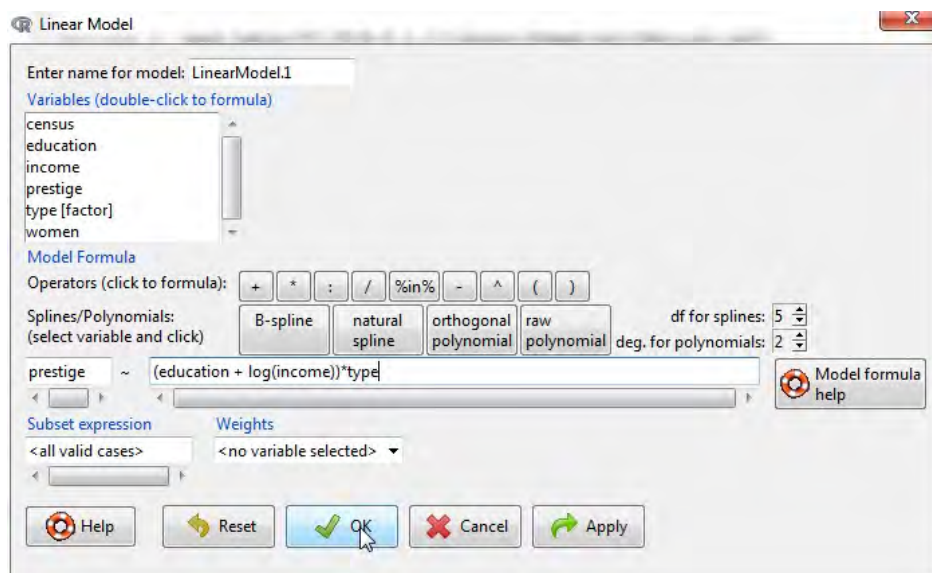 Linear Model
Enter name for model: LinearModel.1
Variables (double-click to formula)
census
education
income
prestige
type [factor]
women
Model Formula
Operators (click to formula): + * : / %in% - ^ ( )
Splines/Polynomials:
(select variable and click)
B-spline
natural
spline
orthogonal
polynomial
raw
polynomial
df for splines: 5
deg. for polynomials: 2
prestige ~ (education + log(income))*type
Model formula
help
Subset expression Weights
<all valid cases> <no variable selected>
Help Reset OK Cancel Apply